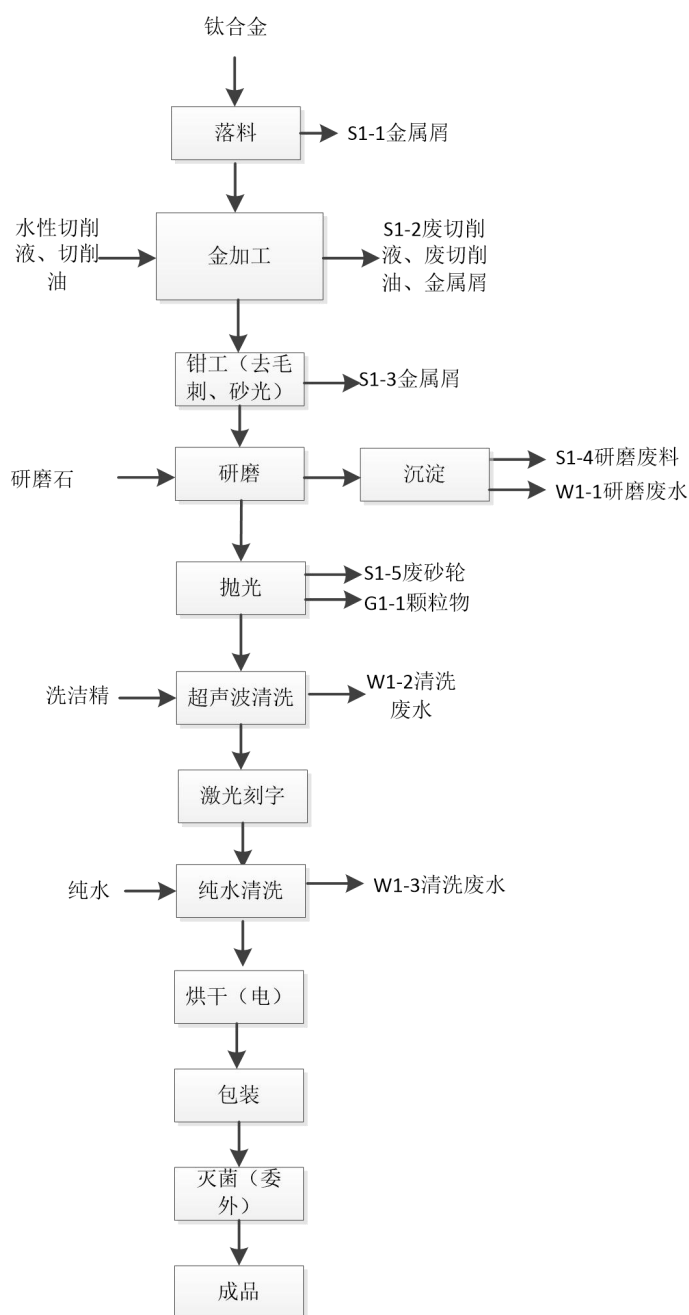 钛合金
落料
S1-1金属屑
水性切削
液、切削
油
金加工
S1-2废切削
液、废切削
油、金属屑
钳工（去毛
刺、砂光）
S1-3金属屑
研磨石
研磨
沉淀
S1-4研磨废料
W1-1研磨废水
抛光
S1-5废砂轮
G1-1颗粒物
洗洁精
超声波清洗
W1-2清洗
废水
激光刻字
纯水
纯水清洗
W1-3清洗废水
烘干（电）
包装
灭菌（委
外）
成品